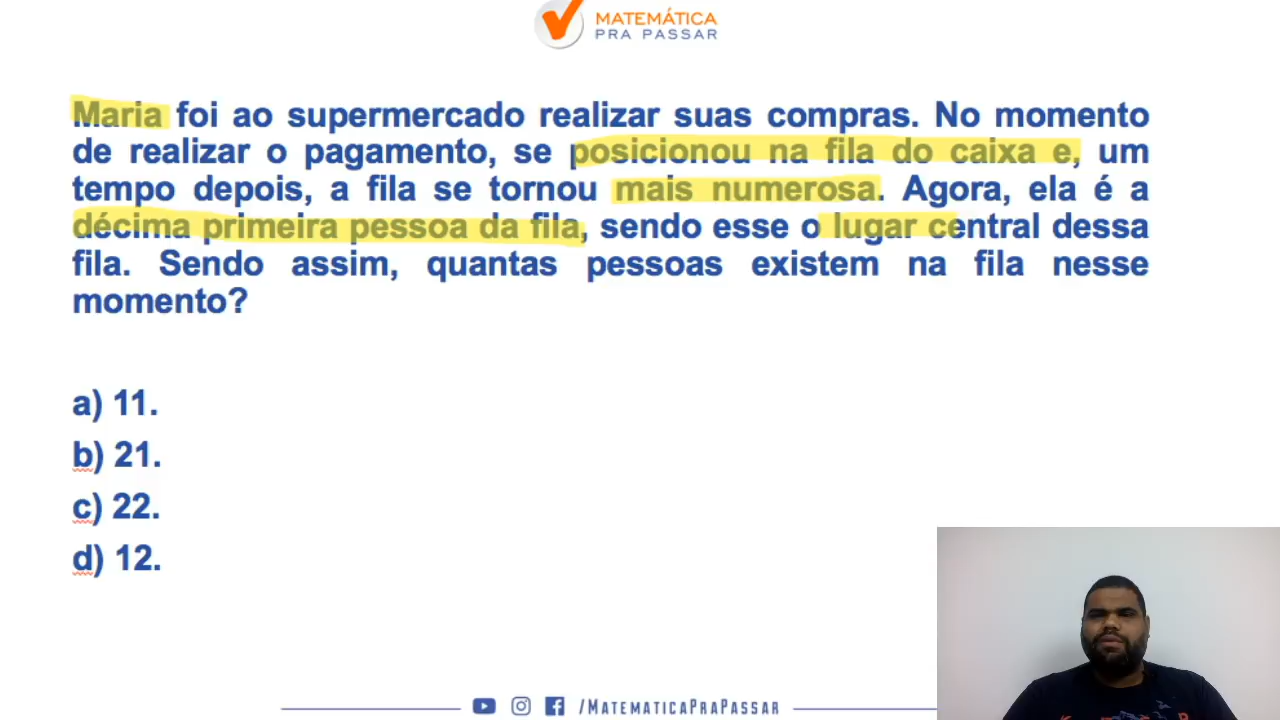 MATEMÁTICA
PRA PASSAR
Maria foi ao supermercado realizar suas compras. No momento
de realizar o pagamento, se posicionou na fila do caixa e, um
tempo depois, a fila se tornou mais numerosa. Agora, ela é a
décima primeira pessoa da fila, sendo esse o lugar central dessa
fila. Sendo assim, quantas pessoas existem na fila nesse
momento?
a) 11.
b) 21.
c) 22.
d) 12.
/MATEMATICAPRAPASSAR